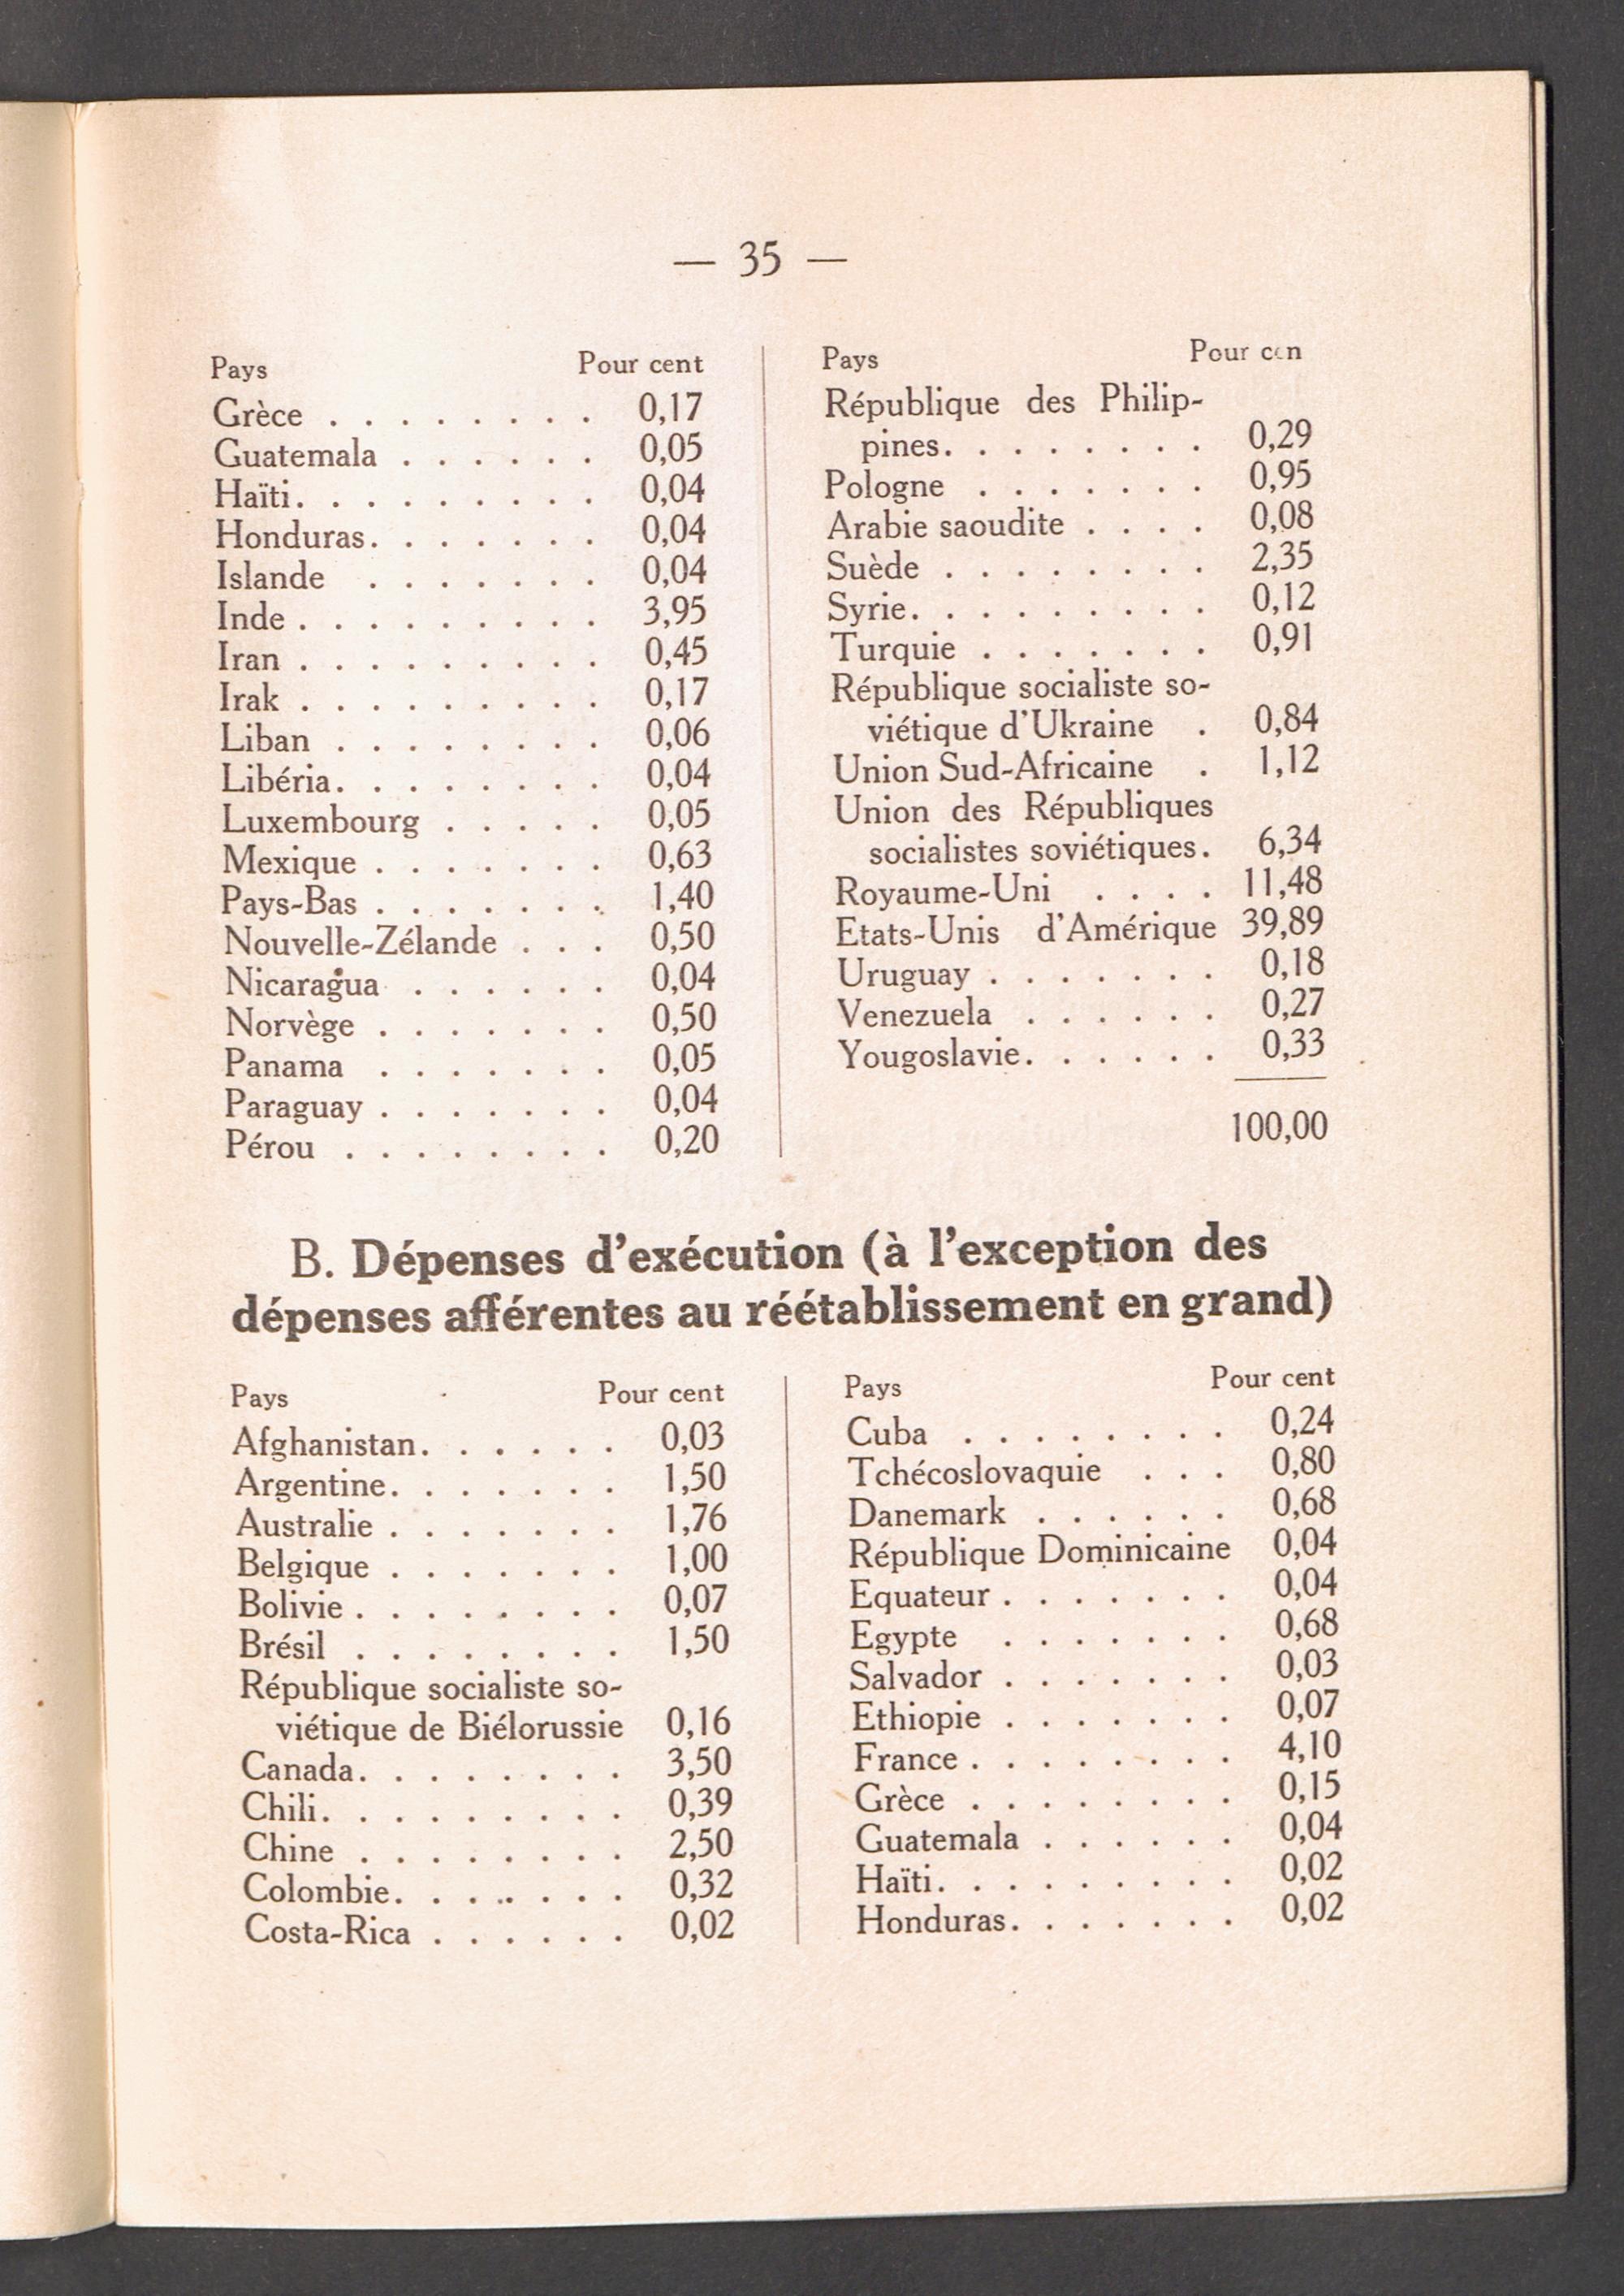 — 35 —
Pays Pour cent
Grèce . . . . . . . . 0,17
Guatemala . . . . . . 0,05
Haïti. . . . . . . . . 0,04
Honduras. . . . . . . 0,04
Islande . . . . . . . 0,04
Inde . . . . . . . . . 3,95
Iran . . . . . . . . . 0,45
Irak . . . . . . . . . 0,17
Liban . . . . . . . . 0,06
Libéria. . . . . . . . 0,04
Luxembourg . . . . . 0,05
Mexique . . . . . . . 0,63
Pays-Bas . . . . . . . 1,40
Nouvelle-Zélande . . . 0,50
Nicaragua . . . . . . 0,04
Norvège . . . . . . . 0,50
Panama . . . . . . . 0,05
Paraguay . . . . . . . 0,04
Pérou . . . . . . . . 0,20
Pays Pour cen
République des Philip-
pines. . . . . . . . 0,29
Pologne . . . . . . . 0,95
Arabie saoudite . . . . 0,08
Suède . . . . . . . . 2,35
Syrie. . . . . . . . . 0,12
Turquie . . . . . . . 0,91
République socialiste so-
viétique d'Ukraine . 0,84
Union Sud-Africaine . 1,12
Union des Républiques
socialistes soviétiques. 6,34
Royaume-Uni . . . . 11,48
Etats-Unis d'Amérique 39,89
Uruguay . . . . . . . 0,18
Venezuela . . . . . . 0,27
Yougoslavie. . . . . . 0,33
100,00
B. Dépenses d'exécution (à l'exception des
dépenses afférentes au réétablissement en grand)
Pays Pour cent
Afghanistan. . . . . . 0,03
Argentine. . . . . . . 1,50
Australie . . . . . . . 1,76
Belgique . . . . . . . 1,00
Bolivie . . . . . . . . 0,07
Brésil . . . . . . . . 1,50
République socialiste so-
viétique de Biélorussie 0,16
Canada. . . . . . . . 3,50
Chili. . . . . . . . . 0,39
Chine . . . . . . . . 2,50
Colombie. . . . . . . 0,32
Costa-Rica . . . . . . 0,02
Pays Pour cent
Cuba . . . . . . . . 0,24
Tchécoslovaquie . . . 0,80
Danemark . . . . . . 0,68
République Dominicaine 0,04
Equateur . . . . . . . 0,04
Egypte . . . . . . . 0,68
Salvador . . . . . . . 0,03
Ethiopie . . . . . . . 0,07
France . . . . . . . . 4,10
Grèce . . . . . . . . 0,15
Guatemala . . . . . . 0,04
Haïti. . . . . . . . . 0,02
Honduras. . . . . . . 0,02